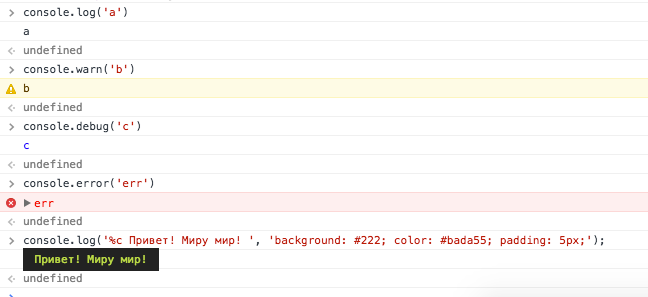 console.log('a')
a
undefined
console.warn('b')
b
undefined
console.debug('c')
c
undefined
console.error('err')
err
undefined
console.log('%c Привет! Миру мир! ', 'background: #222; color: #bada55; padding: 5px;');
Привет! Миру мир!
undefined